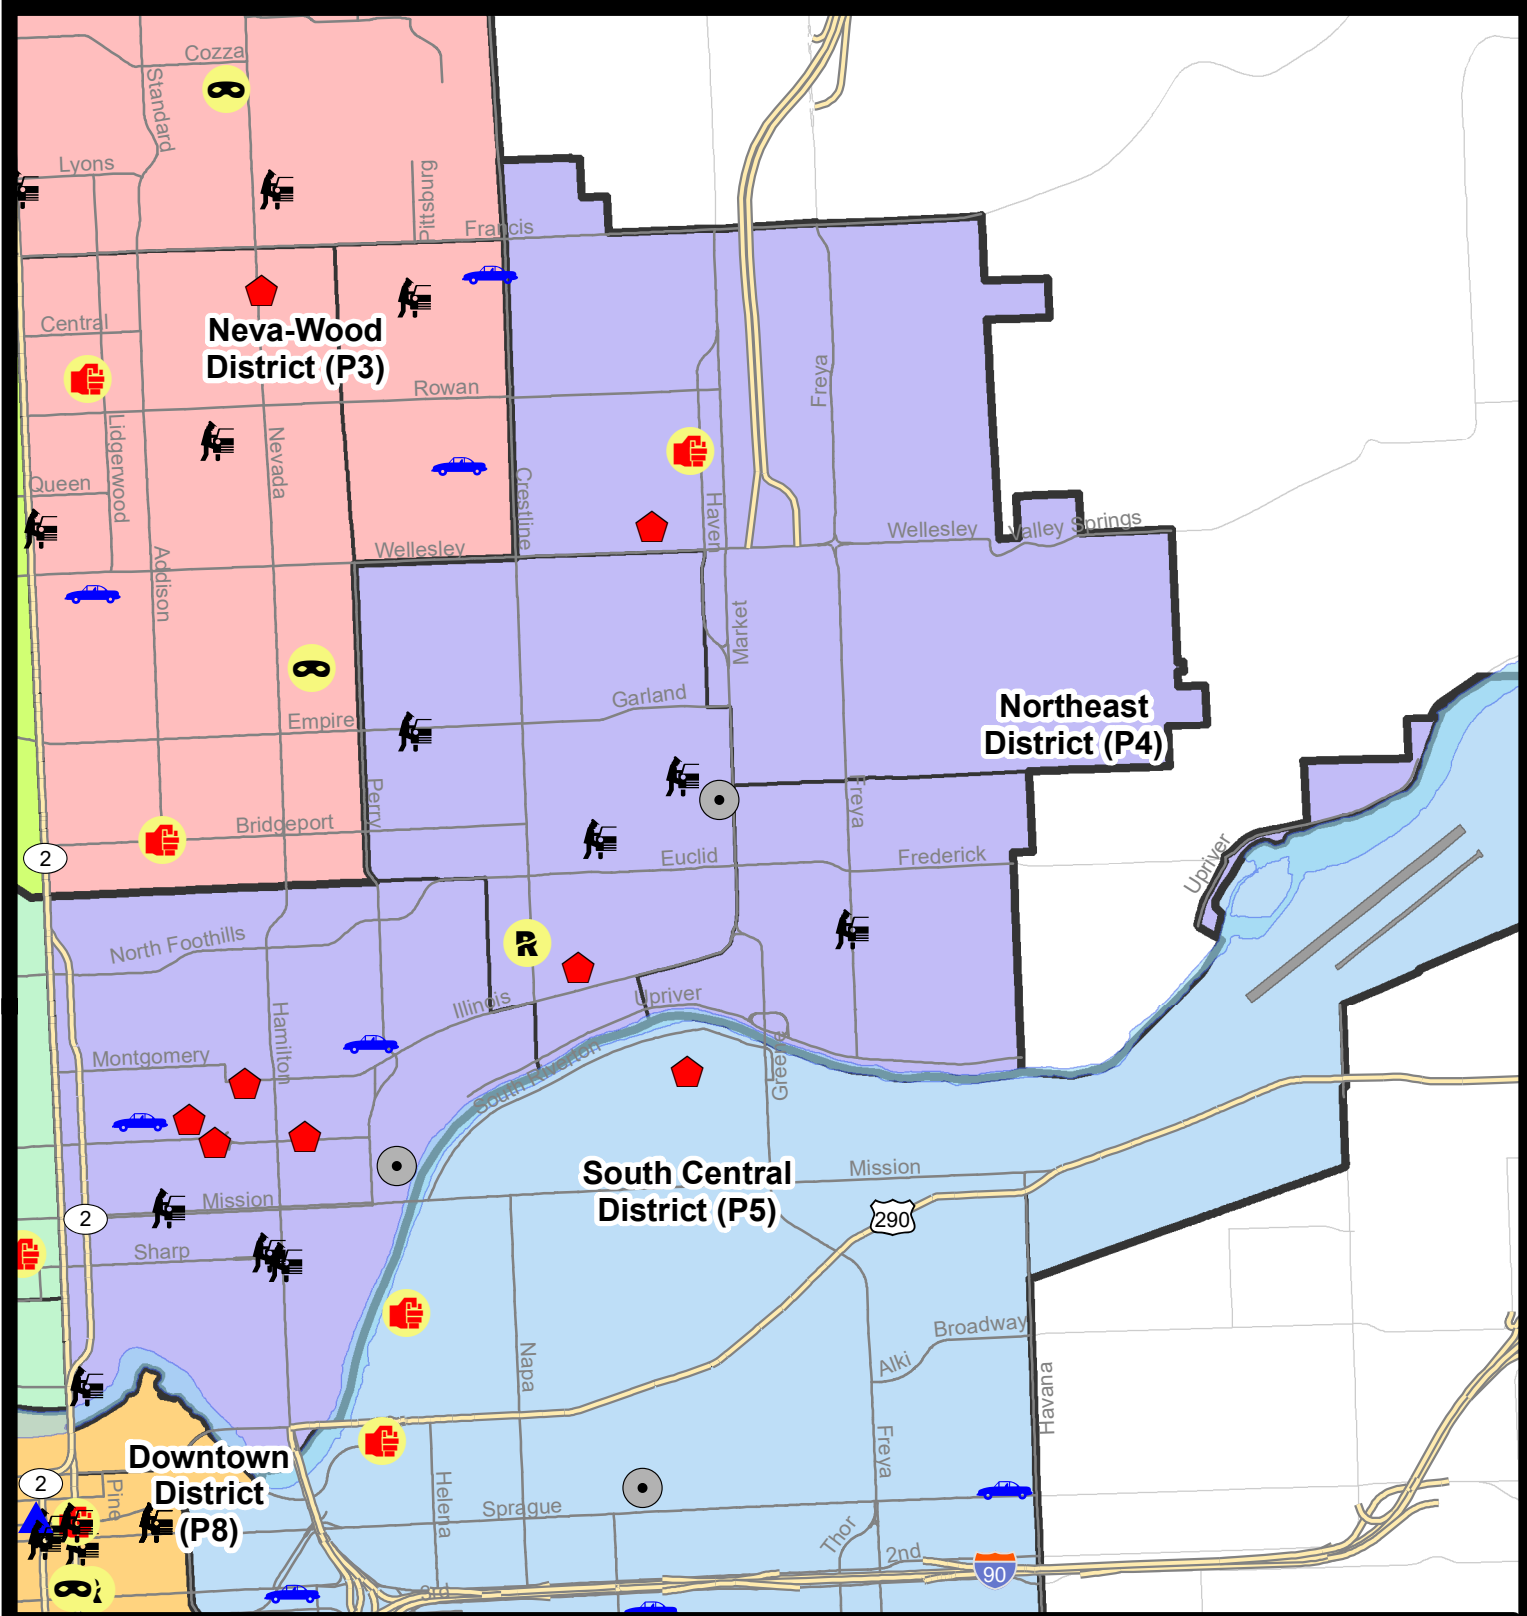 Cozza
Standard
Lyons
Pittsburg
Francis
Central
Neva-Wood
District (P3)
Rowan
Freya
Lidgerwood
Nevada
Queen
Crestline
Haven
Wellesley
Valley Springs
Wellesley
Addison
Market
Garland
Northeast
District (P4)
Empire
Perry
Freya
Bridgeport
Euclid
Frederick
2
Upriver
North Foothills
Illinois
Upriver
Hamilton
Montgomery
South Riverton
Greene
South Central
District (P5)
Mission
Mission
2
290
Sharp
Broadway
Napa
Alki
Havana
Freya
Downtown
District
(P8)
2
Pine
Helena
Sprague
Thor
2nd
90
3rd
R